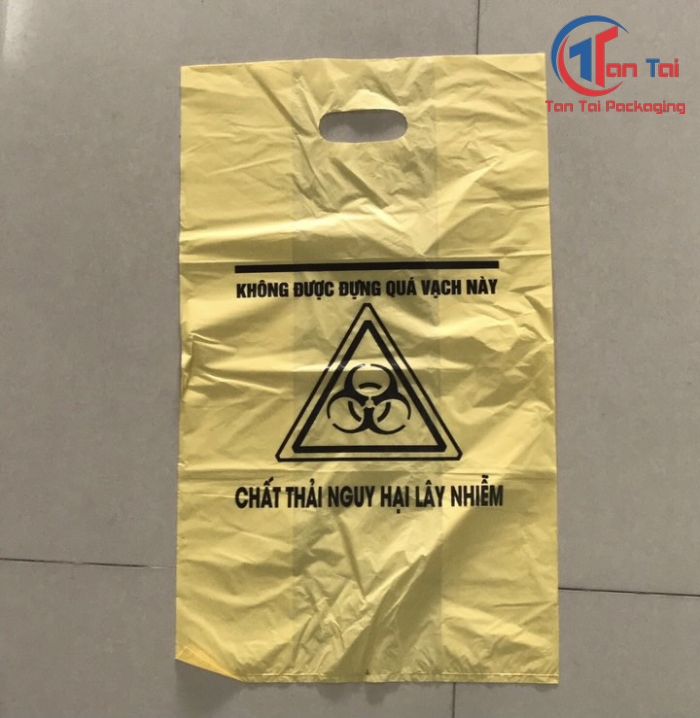 Tan Tai
Tan Tai Packaging
KHÔNG ĐƯỢC ĐỰNG QUÁ VẠCH NÀY
CHẤT THẢI NGUY HẠI LÂY NHIỄM